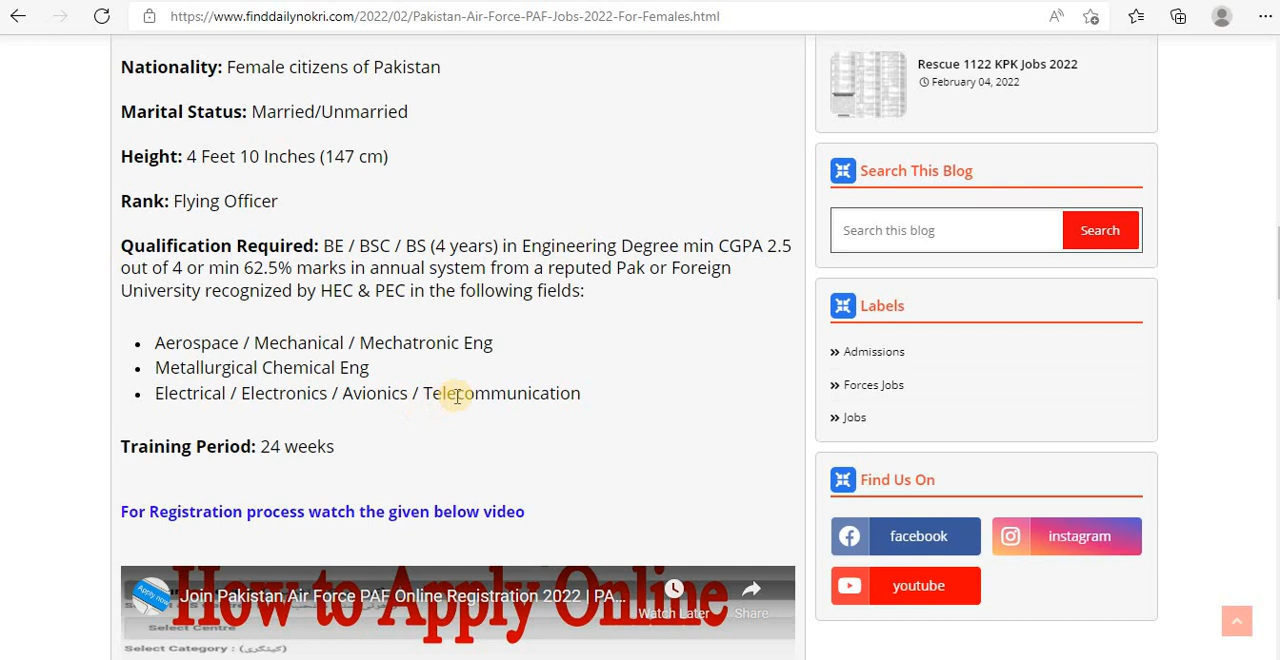 https://www.finddailynokri.com/2022/02/Pakistan-Air-Force-PAF-Jobs-2022-For-Females.html
Nationality: Female citizens of Pakistan
Marital Status: Married/Unmarried
Height: 4 Feet 10 Inches (147 cm)
Rank: Flying Officer
Qualification Required: BE / BSC / BS (4 years) in Engineering Degree min CGPA 2.5
out of 4 or min 62.5% marks in annual system from a reputed Pak or Foreign
University recognized by HEC & PEC in the following fields:
Aerospace / Mechanical / Mechatronic Eng
Metallurgical Chemical Eng
Electrical / Electronics / Avionics / Telecommunication
Training Period: 24 weeks
For Registration process watch the given below video
How to Apply Online
Apply now
Join Pakistan Air Force PAF Online Registration 2022 | PA...
Watch Later
Share
Select Centre
Select Category :
Rescue 1122 KPK Jobs 2022
February 04, 2022
Search This Blog
Search this blog
Search
Labels
Admissions
Forces Jobs
Jobs
Find Us On
facebook
instagram
youtube